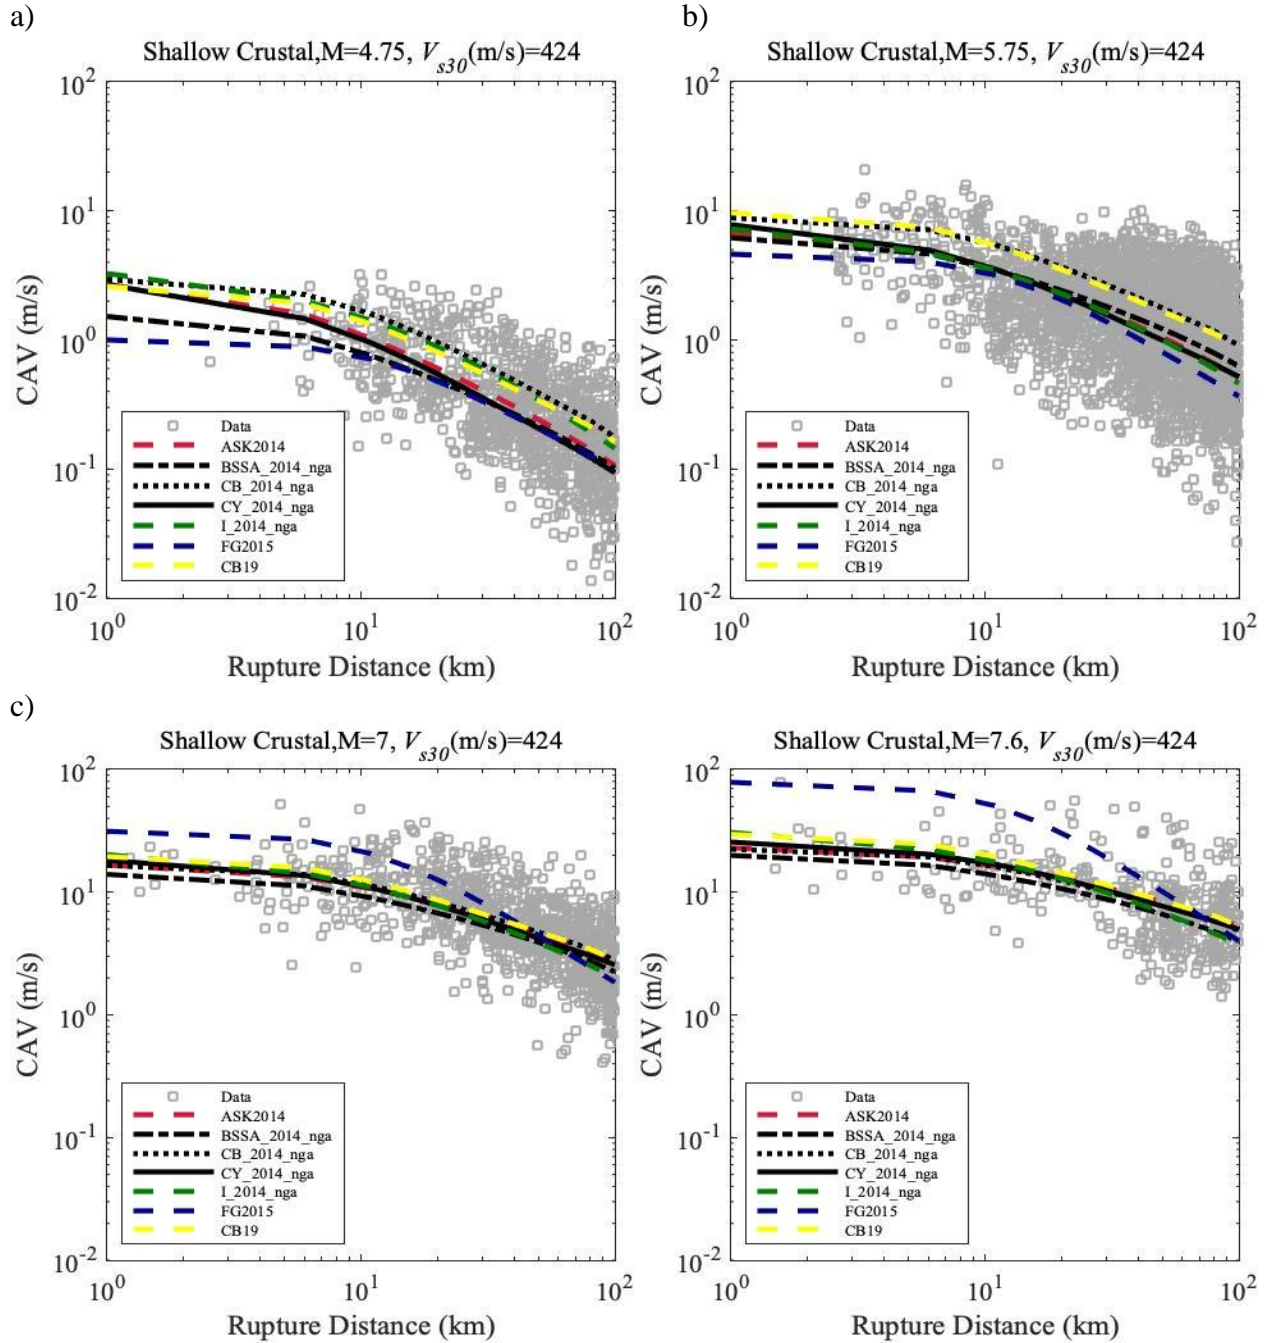 a)
Shallow Crustal,M=4.75, Vs30(m/s)=424
10^2
10^1
10^0
10^-1
10^-2
CAV (m/s)
Data
ASK2014
BSSA_2014_nga
CB_2014_nga
CY_2014_nga
I_2014_nga
FG2015
CB19
10^0 10^1 10^2
Rupture Distance (km)
b)
Shallow Crustal,M=5.75, Vs30(m/s)=424
10^2
10^1
10^0
10^-1
10^-2
CAV (m/s)
Data
ASK2014
BSSA_2014_nga
CB_2014_nga
CY_2014_nga
I_2014_nga
FG2015
CB19
10^0 10^1 10^2
Rupture Distance (km)
c)
Shallow Crustal,M=7, Vs30(m/s)=424
10^2
10^1
10^0
10^-1
10^-2
CAV (m/s)
Data
ASK2014
BSSA_2014_nga
CB_2014_nga
CY_2014_nga
I_2014_nga
FG2015
CB19
10^0 10^1 10^2
Rupture Distance (km)
Shallow Crustal,M=7.6, Vs30(m/s)=424
10^2
10^1
10^0
10^-1
10^-2
CAV (m/s)
Data
ASK2014
BSSA_2014_nga
CB_2014_nga
CY_2014_nga
I_2014_nga
FG2015
CB19
10^0 10^1 10^2
Rupture Distance (km)